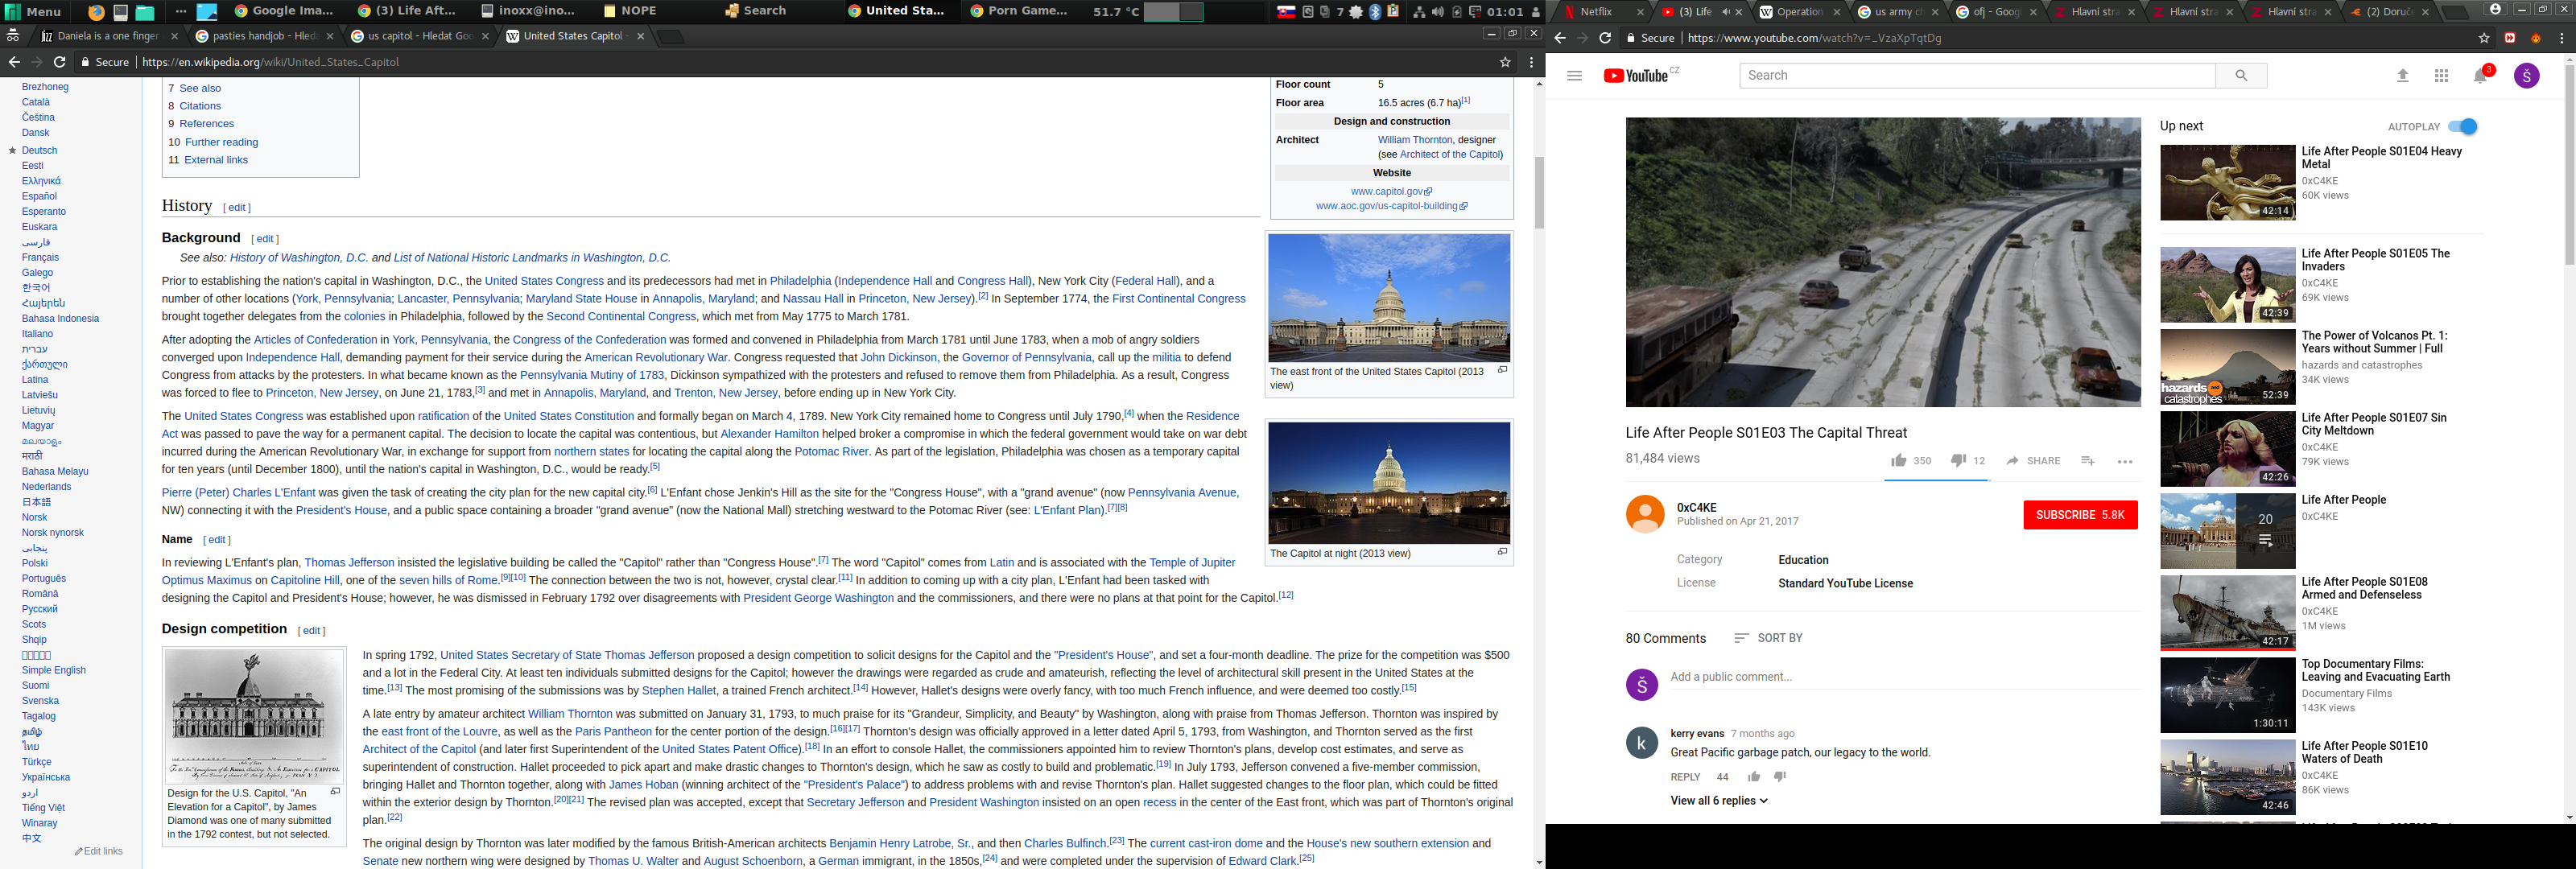 Menu
Google Ima...
(3) Life Aft...
inoxx@ino...
NOPE
Search
United Sta...
Porn Game...
51.7 °C
7
01:01
Daniela is a one finger
pasties handjob - Hleda
us capitol - Hledat Goo
United States Capitol -
Secure
https://en.wikipedia.org/wiki/United_States_Capitol
Brezhoneg
Català
Čeština
Dansk
Deutsch
Eesti
Ελληνικά
Español
Esperanto
Euskara
فارسی
Français
Galego
한국어
Հայերեն
Bahasa Indonesia
Italiano
עברית
ქართული
Latina
Latviešu
Lietuvių
Magyar
മലയാളം
मराठी
Bahasa Melayu
Nederlands
日本語
Norsk
Norsk nynorsk
پنجابی
Polski
Português
Română
Русский
Scots
Shqip
Simple English
Suomi
Svenska
Tagalog
தமிழ்
ไทย
Türkçe
Українська
اردو
Tiếng Việt
Winaray
中文
Edit links
7 See also
8 Citations
9 References
10 Further reading
11 External links
Floor count 5
Floor area 16.5 acres (6.7 ha)[1]
Design and construction
Architect William Thornton, designer
(see Architect of the Capitol)
Website
www.capitol.gov
www.aoc.gov/us-capitol-building
History [ edit ]
Background [ edit ]
See also: History of Washington, D.C. and List of National Historic Landmarks in Washington, D.C.
Prior to establishing the nation's capital in Washington, D.C., the United States Congress and its predecessors had met in Philadelphia (Independence Hall and Congress Hall), New York City (Federal Hall), and a
number of other locations (York, Pennsylvania; Lancaster, Pennsylvania; Maryland State House in Annapolis, Maryland; and Nassau Hall in Princeton, New Jersey).[2] In September 1774, the First Continental Congress
brought together delegates from the colonies in Philadelphia, followed by the Second Continental Congress, which met from May 1775 to March 1781.
After adopting the Articles of Confederation in York, Pennsylvania, the Congress of the Confederation was formed and convened in Philadelphia from March 1781 until June 1783, when a mob of angry soldiers
converged upon Independence Hall, demanding payment for their service during the American Revolutionary War. Congress requested that John Dickinson, the Governor of Pennsylvania, call up the militia to defend
Congress from attacks by the protesters. In what became known as the Pennsylvania Mutiny of 1783, Dickinson sympathized with the protesters and refused to remove them from Philadelphia. As a result, Congress
was forced to flee to Princeton, New Jersey, on June 21, 1783,[3] and met in Annapolis, Maryland, and Trenton, New Jersey, before ending up in New York City.
The United States Congress was established upon ratification of the United States Constitution and formally began on March 4, 1789. New York City remained home to Congress until July 1790,[4] when the Residence
Act was passed to pave the way for a permanent capital. The decision to locate the capital was contentious, but Alexander Hamilton helped broker a compromise in which the federal government would take on war debt
incurred during the American Revolutionary War, in exchange for support from northern states for locating the capital along the Potomac River. As part of the legislation, Philadelphia was chosen as a temporary capital
for ten years (until December 1800), until the nation's capital in Washington, D.C., would be ready.[5]
Pierre (Peter) Charles L'Enfant was given the task of creating the city plan for the new capital city.[6] L'Enfant chose Jenkin's Hill as the site for the "Congress House", with a "grand avenue" (now Pennsylvania Avenue,
NW) connecting it with the President's House, and a public space containing a broader "grand avenue" (now the National Mall) stretching westward to the Potomac River (see: L'Enfant Plan).[7][8]
The east front of the United States Capitol (2013
view)
The Capitol at night (2013 view)
Name [ edit ]
In reviewing L'Enfant's plan, Thomas Jefferson insisted the legislative building be called the "Capitol" rather than "Congress House".[7] The word "Capitol" comes from Latin and is associated with the Temple of Jupiter
Optimus Maximus on Capitoline Hill, one of the seven hills of Rome.[9][10] The connection between the two is not, however, crystal clear.[11] In addition to coming up with a city plan, L'Enfant had been tasked with
designing the Capitol and President's House; however, he was dismissed in February 1792 over disagreements with President George Washington and the commissioners, and there were no plans at that point for the Capitol.[12]
Design competition [ edit ]
Design for the U.S. Capitol, "An
Elevation for a Capitol", by James
Diamond was one of many submitted
in the 1792 contest, but not selected.
In spring 1792, United States Secretary of State Thomas Jefferson proposed a design competition to solicit designs for the Capitol and the "President's House", and set a four-month deadline. The prize for the competition was $500
and a lot in the Federal City. At least ten individuals submitted designs for the Capitol; however the drawings were regarded as crude and amateurish, reflecting the level of architectural skill present in the United States at the
time.[13] The most promising of the submissions was by Stephen Hallet, a trained French architect.[14] However, Hallet's designs were overly fancy, with too much French influence, and were deemed too costly.[15]
A late entry by amateur architect William Thornton was submitted on January 31, 1793, to much praise for its "Grandeur, Simplicity, and Beauty" by Washington, along with praise from Thomas Jefferson. Thornton was inspired by
the east front of the Louvre, as well as the Paris Pantheon for the center portion of the design.[16][17] Thornton's design was officially approved in a letter dated April 5, 1793, from Washington, and Thornton served as the first
Architect of the Capitol (and later first Superintendent of the United States Patent Office).[18] In an effort to console Hallet, the commissioners appointed him to review Thornton's plans, develop cost estimates, and serve as
superintendent of construction. Hallet proceeded to pick apart and make drastic changes to Thornton's design, which he saw as costly to build and problematic.[19] In July 1793, Jefferson convened a five-member commission,
bringing Hallet and Thornton together, along with James Hoban (winning architect of the "President's Palace") to address problems with and revise Thornton's plan. Hallet suggested changes to the floor plan, which could be fitted
within the exterior design by Thornton.[20][21] The revised plan was accepted, except that Secretary Jefferson and President Washington insisted on an open recess in the center of the East front, which was part of Thornton's original
plan.[22]
The original design by Thornton was later modified by the famous British-American architects Benjamin Henry Latrobe, Sr., and then Charles Bulfinch.[23] The current cast-iron dome and the House's new southern extension and
Senate new northern wing were designed by Thomas U. Walter and August Schoenborn, a German immigrant, in the 1850s,[24] and were completed under the supervision of Edward Clark.[25]
Netflix
(3) Life
Operation
us army ch
ofj - Googl
Hlavní stra
Hlavní stra
Hlavní stra
(2) Doruče
Secure
https://www.youtube.com/watch?v=_VzaXpTqtDg
YouTube CZ
Search
3
Š
Life After People S01E03 The Capital Threat
81,484 views
350
12
SHARE
0xC4KE
Published on Apr 21, 2017
SUBSCRIBE 5.8K
Category Education
License Standard YouTube License
80 Comments
SORT BY
Š
Add a public comment...
k
kerry evans 7 months ago
Great Pacific garbage patch, our legacy to the world.
REPLY 44
View all 6 replies
Up next
AUTOPLAY
Life After People S01E04 Heavy
Metal
0xC4KE
60K views
42:14
Life After People S01E05 The
Invaders
0xC4KE
69K views
42:39
The Power of Volcanos Pt. 1:
Years without Summer | Full
hazards and catastrophes
34K views
hazards and
catastrophes
52:39
Life After People S01E07 Sin
City Meltdown
0xC4KE
79K views
42:26
Life After People
0xC4KE
20
Life After People S01E08
Armed and Defenseless
0xC4KE
1M views
42:17
Top Documentary Films:
Leaving and Evacuating Earth
Documentary Films
143K views
1:30:11
Life After People S01E10
Waters of Death
0xC4KE
86K views
42:46